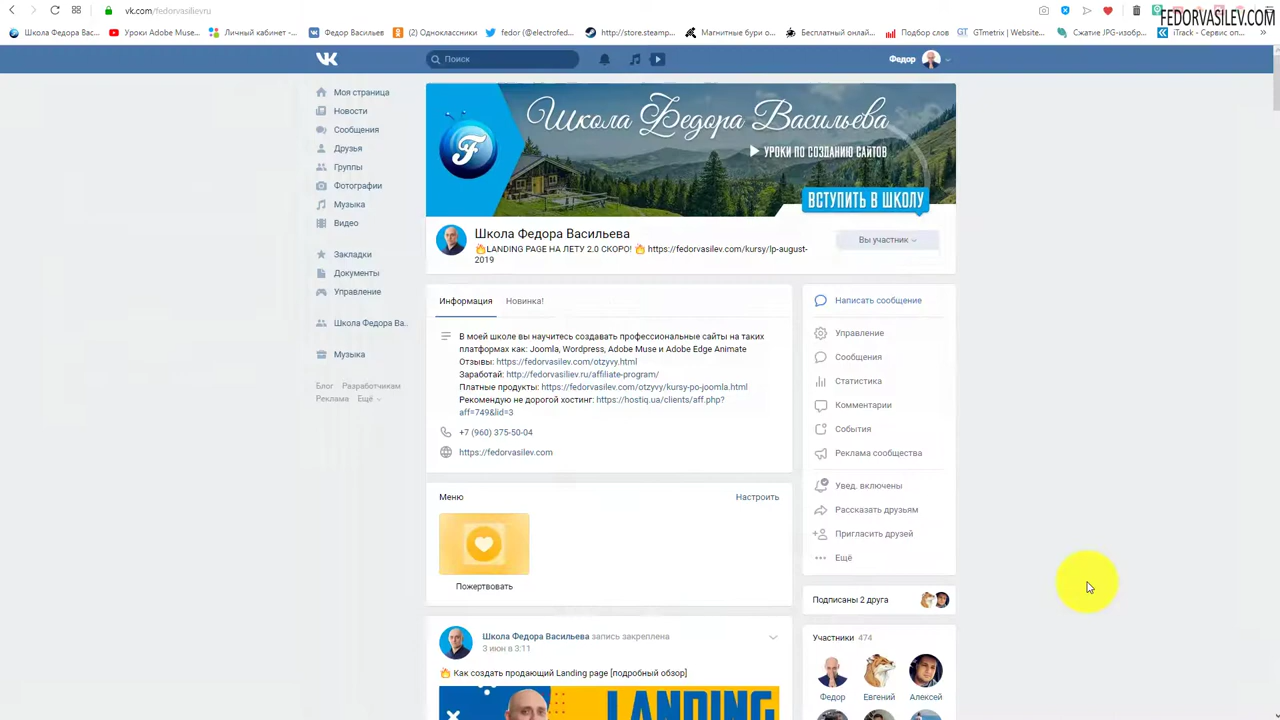 vk.com/fedorvasilievru
FEDORVASILEV.COM
Школа Федора Вас...
Уроки Adobe Muse...
Личный кабинет -...
Федор Васильев
(2) Одноклассники
fedor (@electrofed...
http://store.steamp...
Магнитные бури о...
Бесплатный онлай...
Подбор слов
GTmetrix | Website...
Сжатие JPG-изобр...
iTrack - Сервис оп...
Поиск
Федор
Моя страница
Новости
Сообщения
Друзья
Группы
Фотографии
Музыка
Видео
Закладки
Документы
Управление
Школа Федора Ва..
Музыка
Блог Разработчикам
Реклама Ещё
Школа Федора Васильева
УРОКИ ПО СОЗДАНИЮ САЙТОВ
ВСТУПИТЬ В ШКОЛУ
Школа Федора Васильева
LANDING PAGE НА ЛЕТУ 2.0 СКОРО! https://fedorvasilev.com/kursy/lp-august-
2019
Вы участник
Информация Новинка!
В моей школе вы научитесь создавать профессиональные сайты на таких
платформах как: Joomla, Wordpress, Adobe Muse и Adobe Edge Animate
Отзывы: https://fedorvasilev.com/otzyvy.html
Заработай: http://fedorvasiliev.ru/affiliate-program/
Платные продукты: https://fedorvasilev.com/otzyvy/kursy-po-joomla.html
Рекомендую не дорогой хостинг: https://hostiq.ua/clients/aff.php?
aff=749&lid=3
+7 (960) 375-50-04
https://fedorvasilev.com
Меню Настроить
Пожертвовать
Школа Федора Васильева запись закреплена
3 июн в 3:11
Как создать продающий Landing page [подробный обзор]
LANDING
Написать сообщение
Управление
Сообщения
Статистика
Комментарии
События
Реклама сообщества
Увед. включены
Рассказать друзьям
Пригласить друзей
Ещё
Подписаны 2 друга
Участники 474
Федор Евгений Алексей